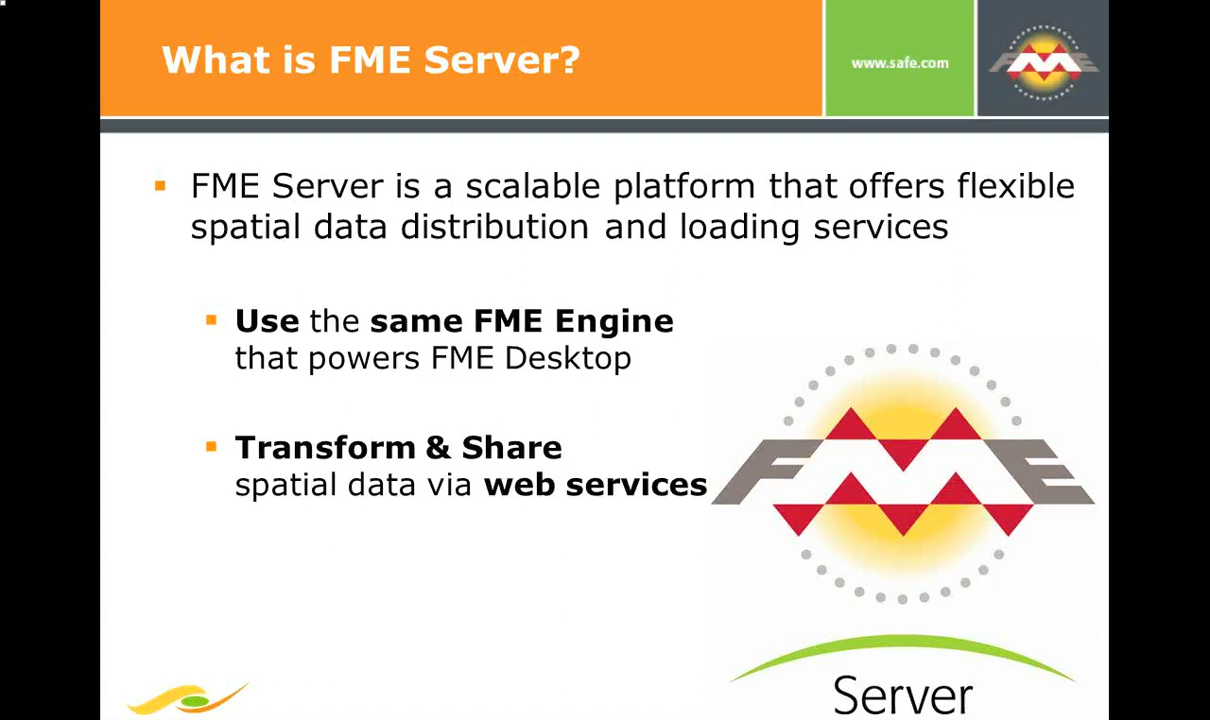 What is FME Server?
www.safe.com
FME
FME Server is a scalable platform that offers flexible
spatial data distribution and loading services
Use the same FME Engine
that powers FME Desktop
Transform & Share
spatial data via web services
FME
Server